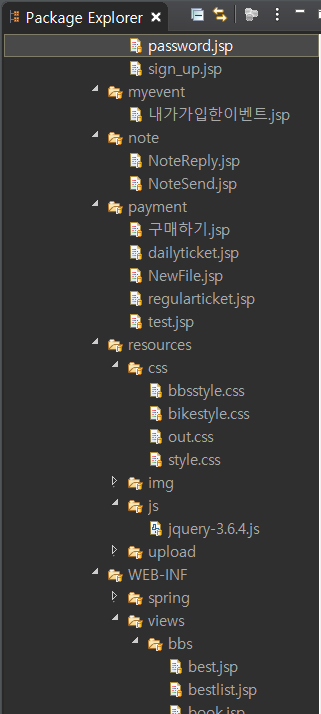 Package Explorer
password.jsp
sign_up.jsp
myevent
내가가입한이벤트.jsp
note
NoteReply.jsp
NoteSend.jsp
payment
구매하기.jsp
dailyticket.jsp
NewFile.jsp
regularticket.jsp
test.jsp
resources
css
bbsstyle.css
bikestyle.css
out.css
style.css
img
js
jquery-3.6.4.js
upload
WEB-INF
spring
views
bbs
best.jsp
bestlist.jsp
book.jsp